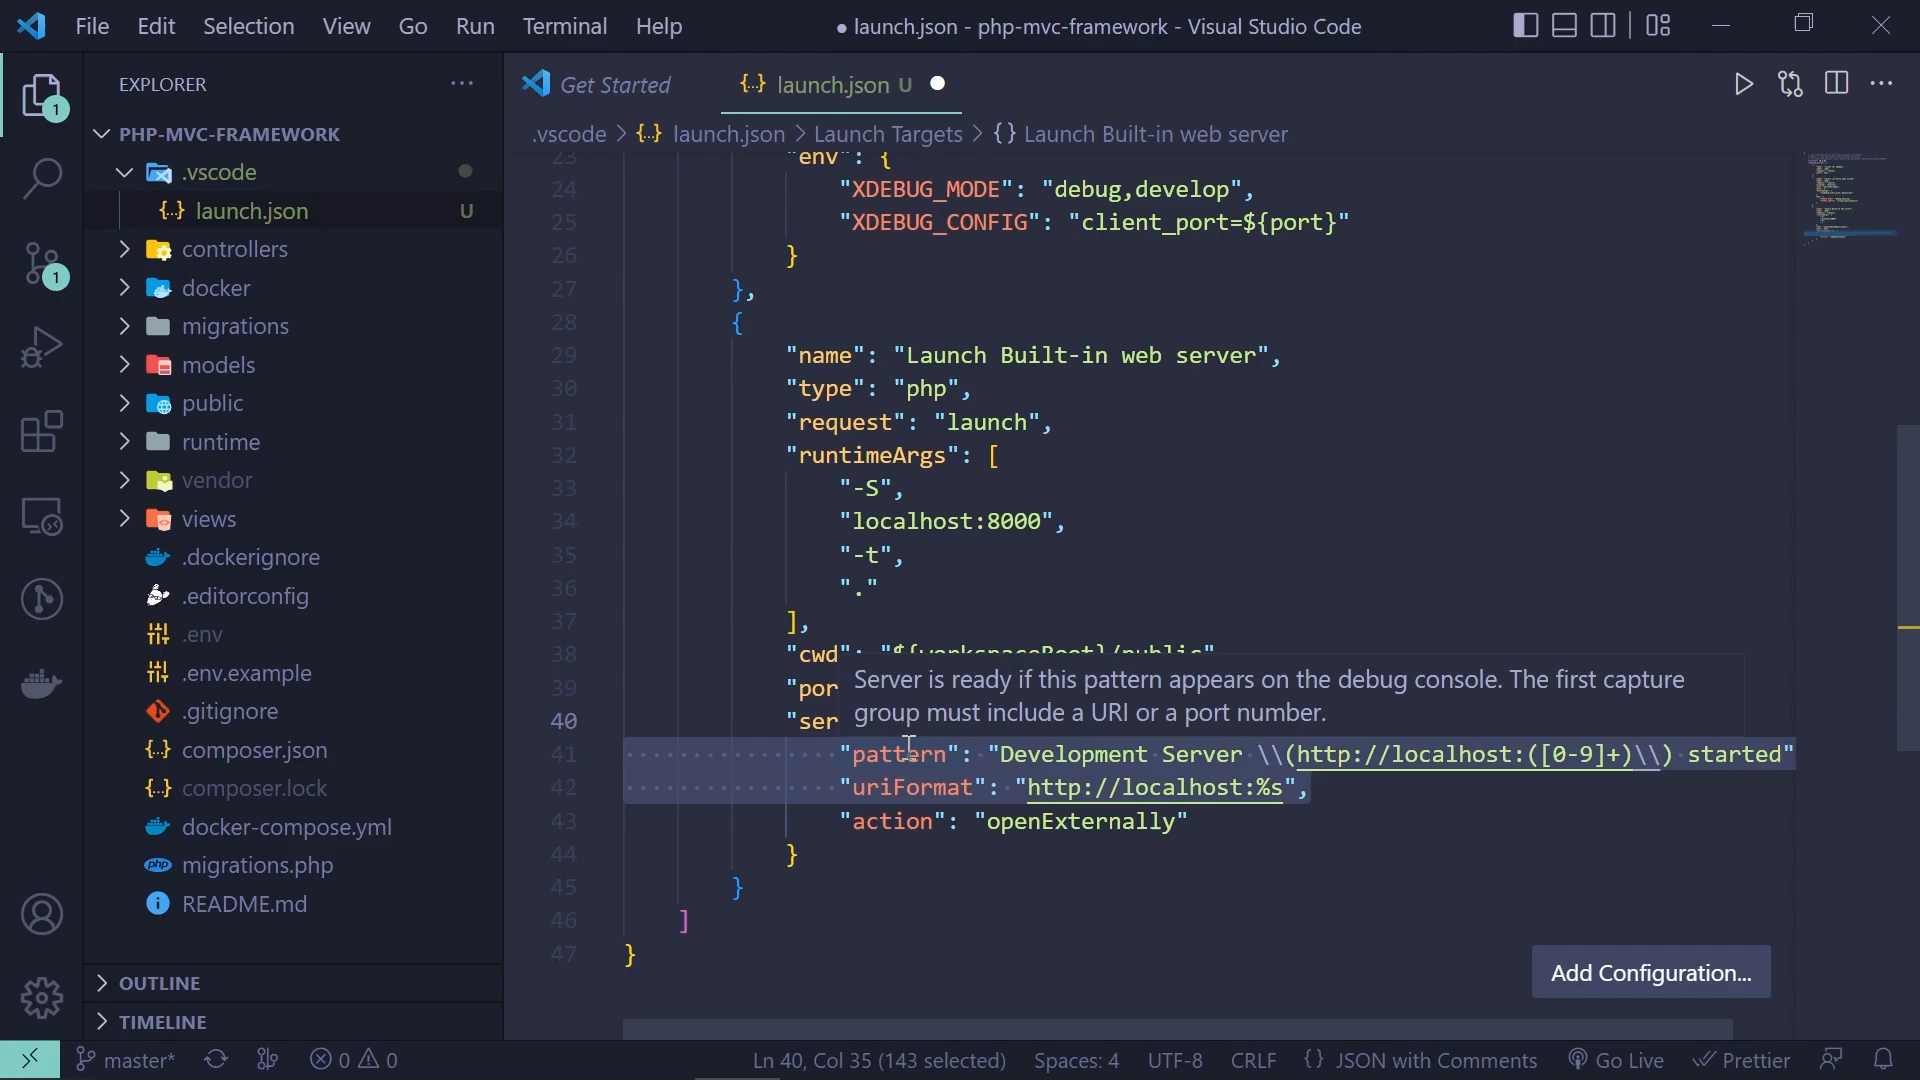 File Edit Selection View Go Run Terminal Help
● launch.json - php-mvc-framework - Visual Studio Code
EXPLORER
Get Started
launch.json U
PHP-MVC-FRAMEWORK
.vscode > launch.json > Launch Targets > {} Launch Built-in web server
.vscode
launch.json U
controllers
docker
migrations
models
public
runtime
vendor
views
.dockerignore
.editorconfig
.env
.env.example
.gitignore
composer.json
composer.lock
docker-compose.yml
migrations.php
README.md
OUTLINE
TIMELINE
1
1
23 "env": {
24 "XDEBUG_MODE": "debug,develop",
25 "XDEBUG_CONFIG": "client_port=${port}"
26 }
27 },
28 {
29 "name": "Launch Built-in web server",
30 "type": "php",
31 "request": "launch",
32 "runtimeArgs": [
33 "-S",
34 "localhost:8000",
35 "-t",
36 "."
37 ],
38 "cwd": "${workspaceRoot}/public"
39 "por
40 "ser
Server is ready if this pattern appears on the debug console. The first capture
group must include a URI or a port number.
41 "pattern": "Development Server \\(http://localhost:([0-9]+)\\) started"
42 "uriFormat": "http://localhost:%s",
43 "action": "openExternally"
44 }
45 }
46 ]
47 }
Add Configuration...
master* 0 0 Ln 40, Col 35 (143 selected) Spaces: 4 UTF-8 CRLF {} JSON with Comments Go Live Prettier